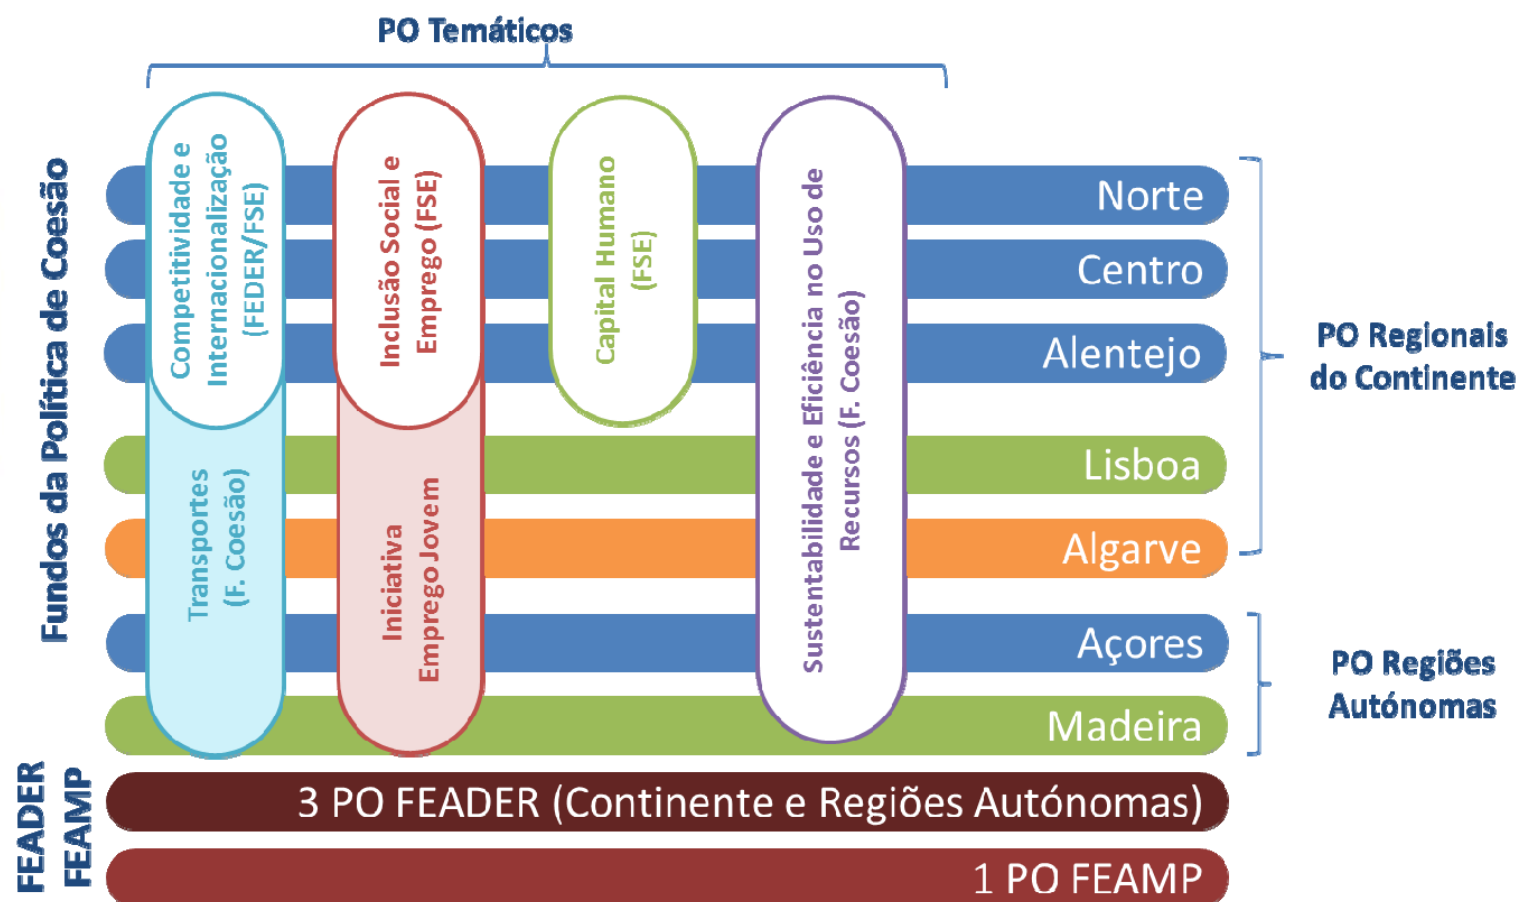 PO Temáticos
Fundos da Política de Coesão
Competitividade e
Internacionalização
(FEDER/FSE)
Transportes
(F. Coesão)
Inclusão Social e
Emprego (FSE)
Iniciativa
Emprego Jovem
Capital Humano
(FSE)
Sustentabilidade e Eficiência no Uso de
Recursos (F. Coesão)
Norte
Centro
Alentejo
Lisboa
Algarve
Açores
Madeira
PO Regionais
do Continente
PO Regiões
Autónomas
FEADER
FEAMP
3 PO FEADER (Continente e Regiões Autónomas)
1 PO FEAMP